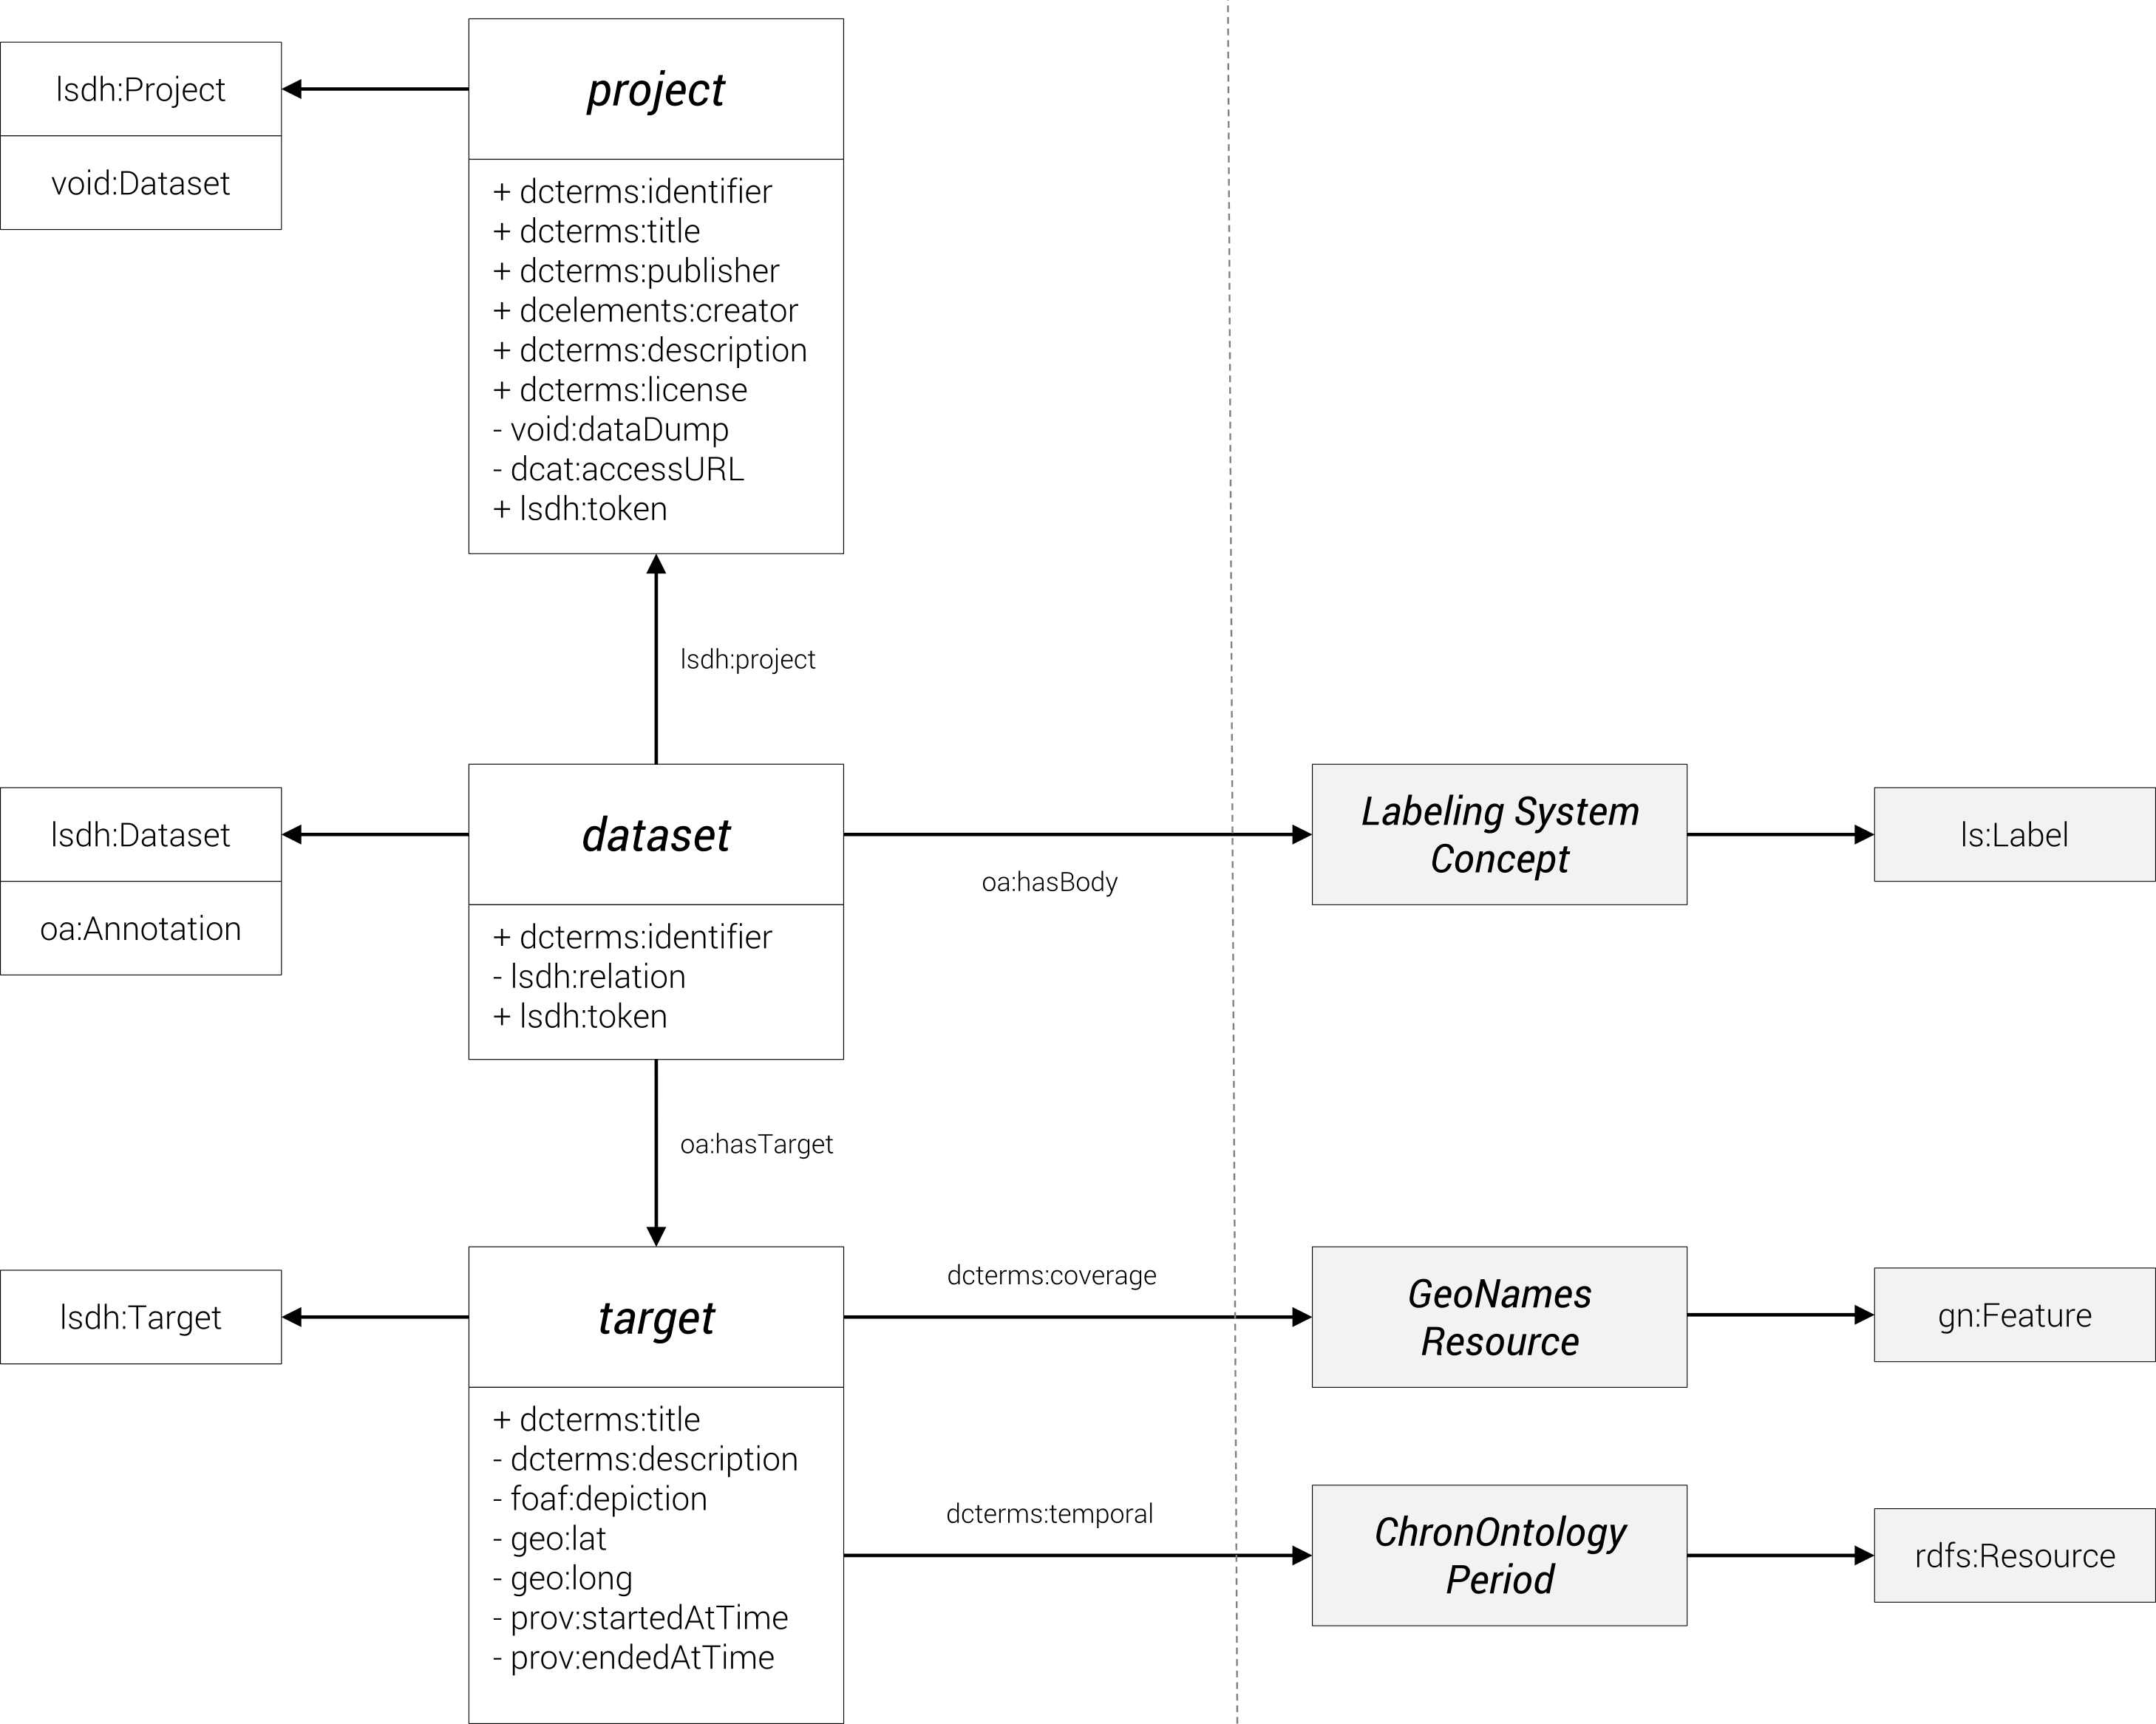 lsdh:Project
void:Dataset
project
+ dcterms:identifier
+ dcterms:title
+ dcterms:publisher
+ dcelements:creator
+ dcterms:description
+ dcterms:license
- void:dataDump
- dcat:accessURL
+ lsdh:token
lsdh:project
lsdh:Dataset
oa:Annotation
dataset
+ dcterms:identifier
- lsdh:relation
+ lsdh:token
oa:hasBody
Labeling System
Concept
ls:Label
oa:hasTarget
lsdh:Target
target
+ dcterms:title
- dcterms:description
- foaf:depiction
- geo:lat
- geo:long
- prov:startedAtTime
- prov:endedAtTime
dcterms:coverage
GeoNames
Resource
gn:Feature
dcterms:temporal
ChronOntology
Period
rdfs:Resource